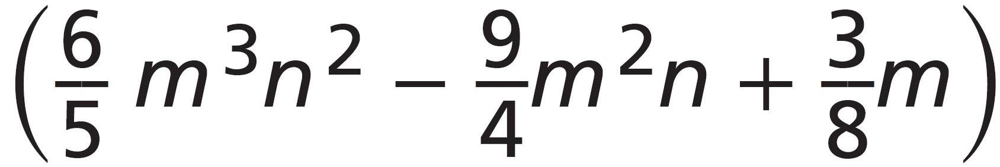 (6/5 m³n² − 9/4 m²n + 3/8 m)